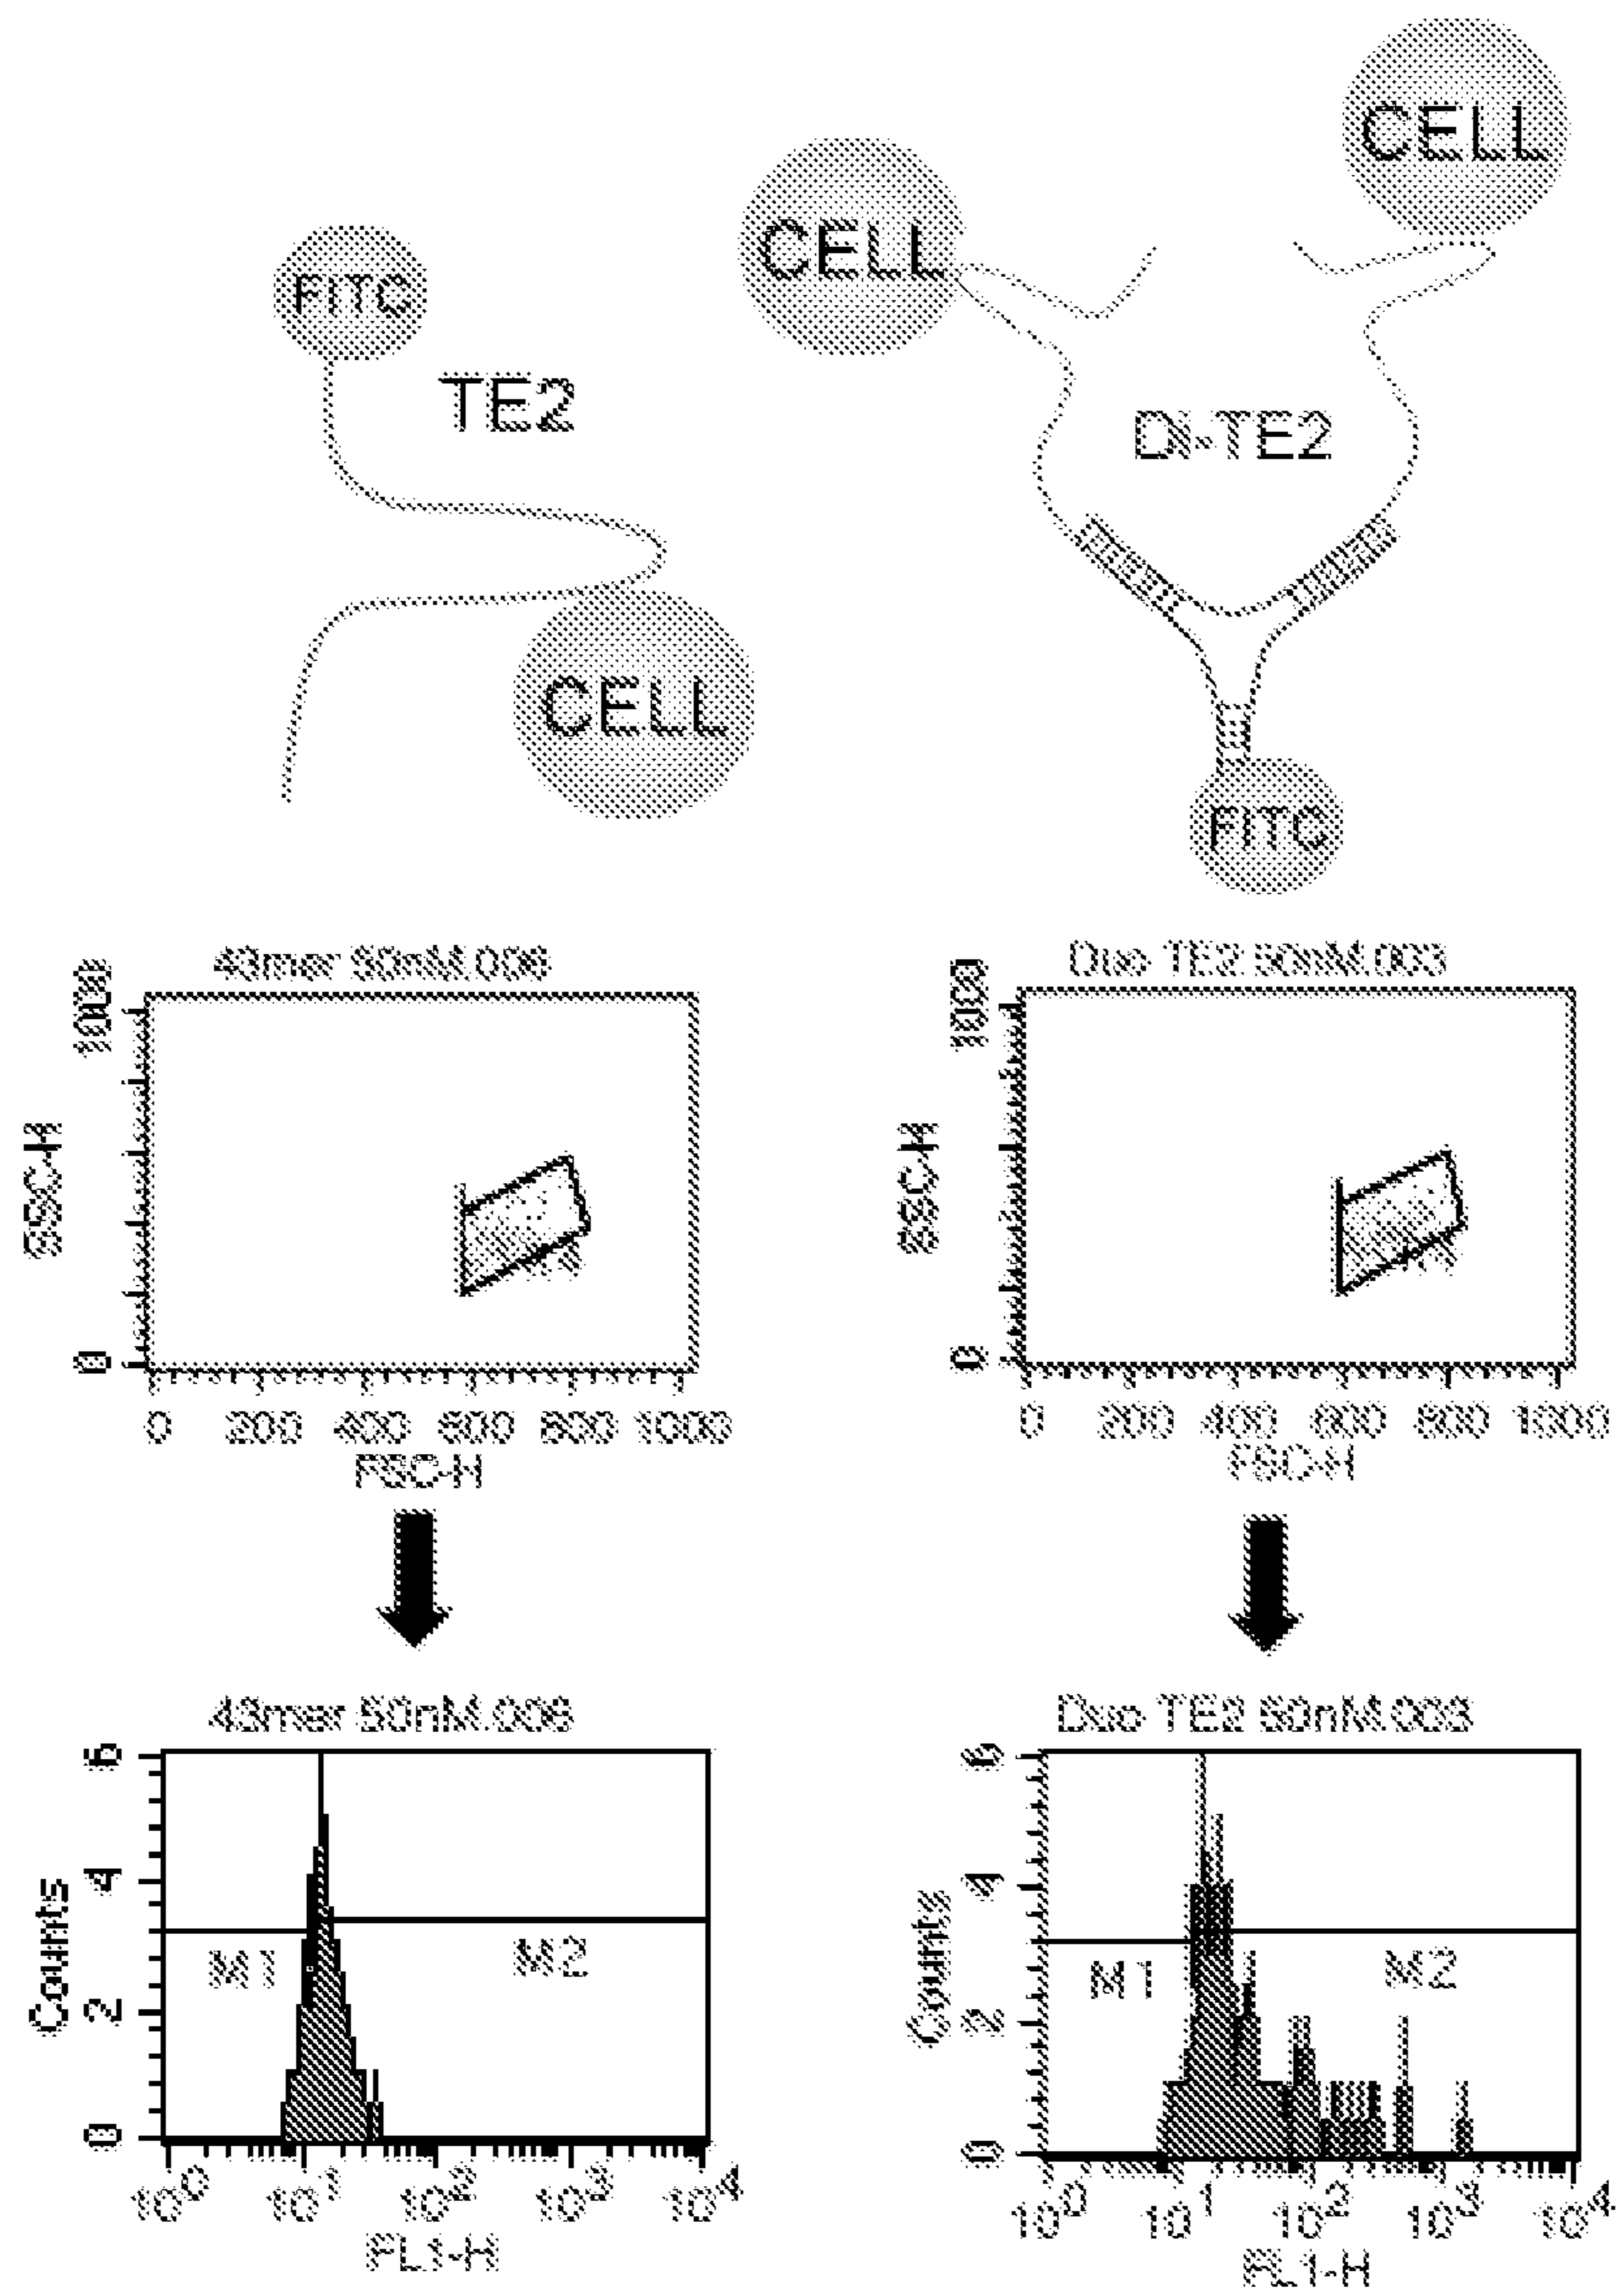 CELL
CELL
FITC
TE2
DI-TE2
CELL
FITC
43mer 50nM.006
Duo TE2 50nM.003
1000
SSC-H
0
0 200 400 600 800 1000
FSC-H
1000
SSC-H
0
0 200 400 600 800 1000
FSC-H
43mer 50nM.006
Duo TE2 50nM.003
6
4
2
0
Counts
M1
M2
10^0 10^1 10^2 10^3 10^4
FL1-H
6
4
2
0
Counts
M1
M2
10^0 10^1 10^2 10^3 10^4
FL1-H